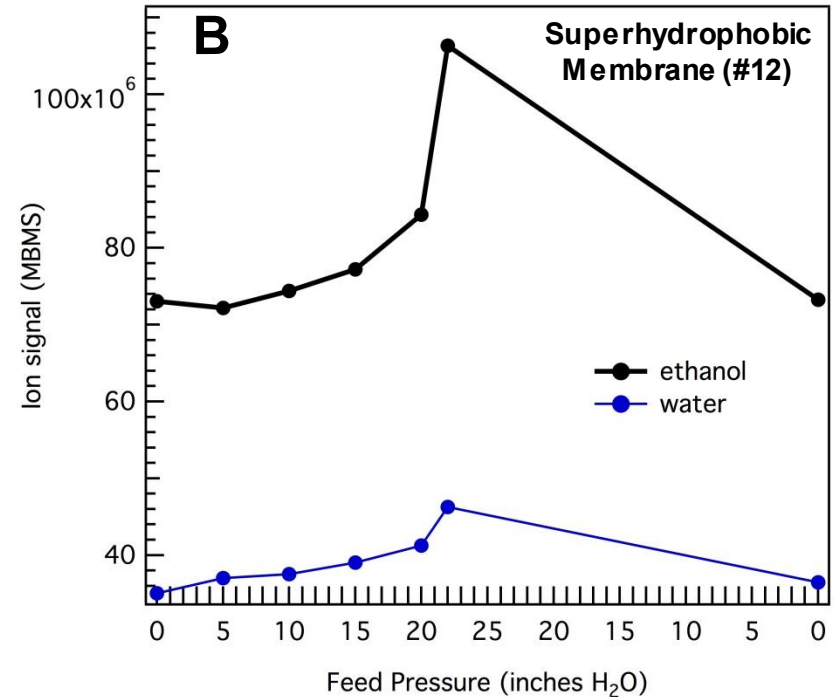 B
Superhydrophobic
Membrane (#12)
100x10⁶
80
60
40
Ion signal (MBMS)
ethanol
water
0 5 10 15 20 25 20 15 10 5 0
Feed Pressure (inches H₂O)